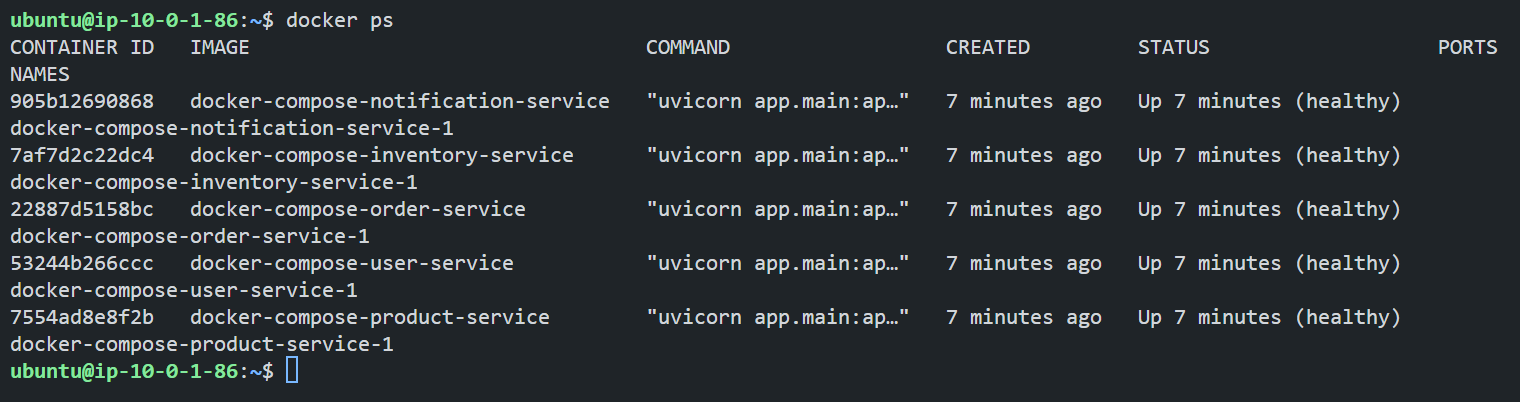 ubuntu@ip-10-0-1-86:~$ docker ps
CONTAINER ID   IMAGE                                 COMMAND                  CREATED         STATUS                   PORTS
NAMES
905b12690868   docker-compose-notification-service   "uvicorn app.main:ap…"   7 minutes ago   Up 7 minutes (healthy)
docker-compose-notification-service-1
7af7d2c22dc4   docker-compose-inventory-service      "uvicorn app.main:ap…"   7 minutes ago   Up 7 minutes (healthy)
docker-compose-inventory-service-1
22887d5158bc   docker-compose-order-service          "uvicorn app.main:ap…"   7 minutes ago   Up 7 minutes (healthy)
docker-compose-order-service-1
53244b266ccc   docker-compose-user-service           "uvicorn app.main:ap…"   7 minutes ago   Up 7 minutes (healthy)
docker-compose-user-service-1
7554ad8e8f2b   docker-compose-product-service        "uvicorn app.main:ap…"   7 minutes ago   Up 7 minutes (healthy)
docker-compose-product-service-1
ubuntu@ip-10-0-1-86:~$